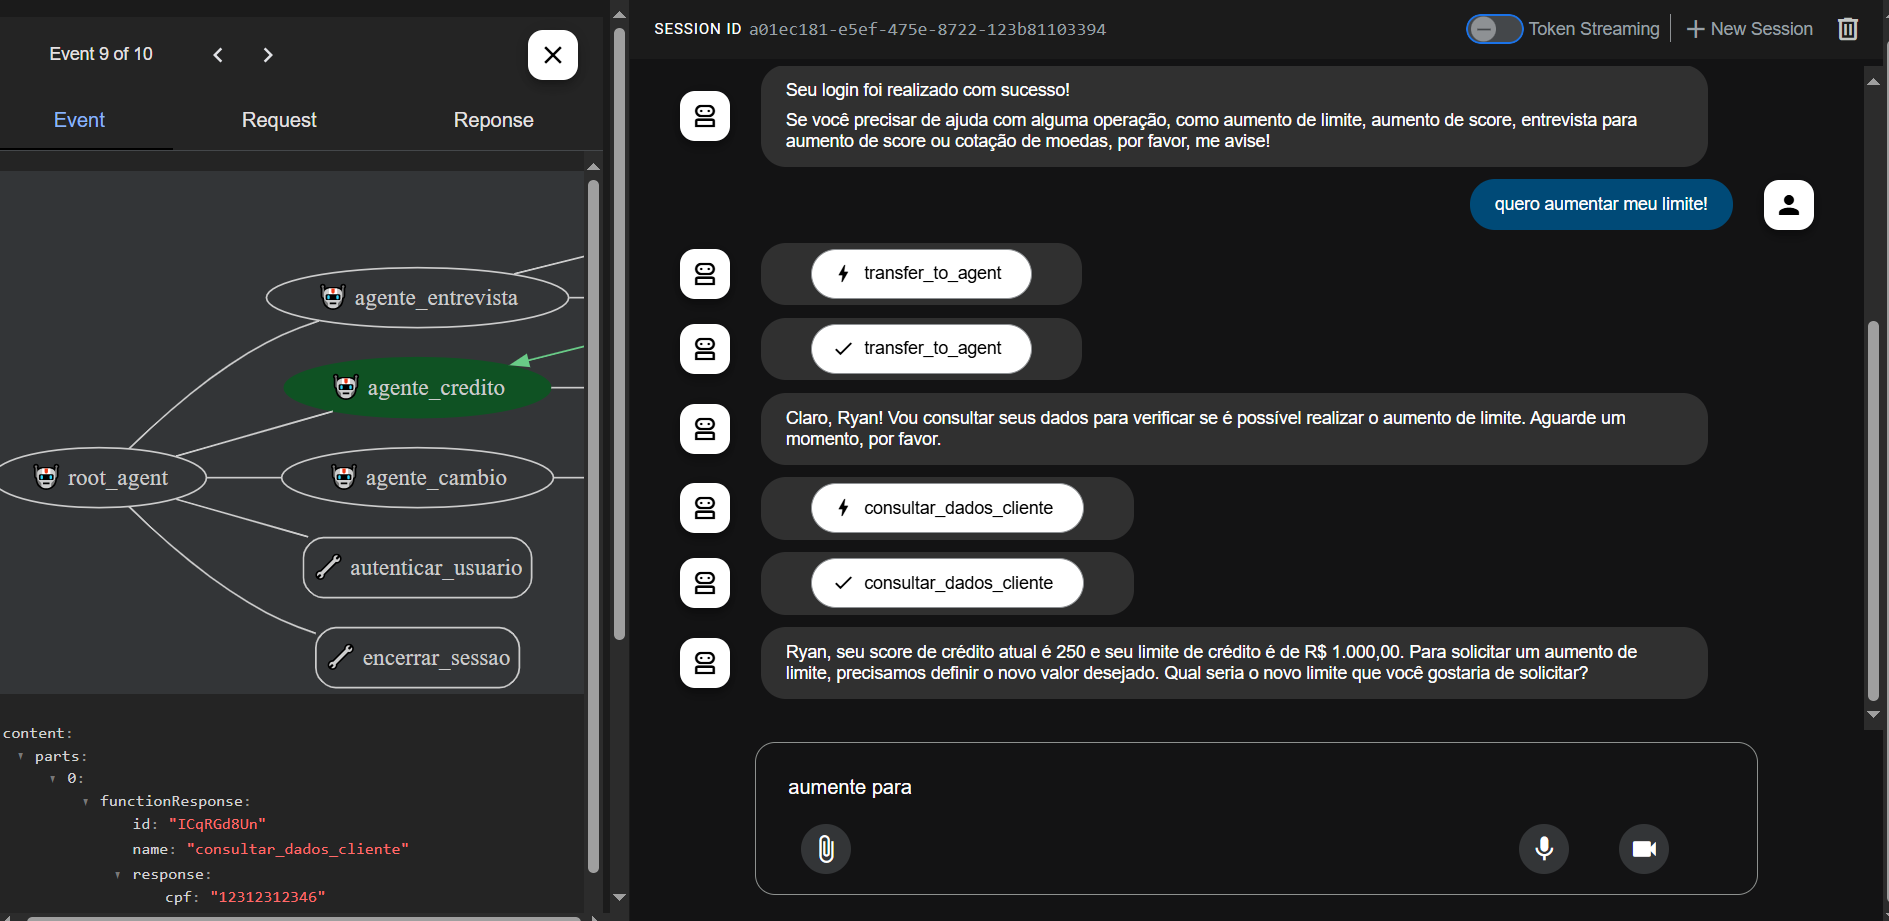 Event 9 of 10
Event
Request
Reponse
agente_entrevista
agente_credito
root_agent
agente_cambio
autenticar_usuario
encerrar_sessao
content:
parts:
0:
functionResponse:
id: "ICqRGd8Un"
name: "consultar_dados_cliente"
response:
cpf: "12312312346"
SESSION ID a01ec181-e5ef-475e-8722-123b81103394
Token Streaming
New Session
Seu login foi realizado com sucesso!
Se você precisar de ajuda com alguma operação, como aumento de limite, aumento de score, entrevista para
aumento de score ou cotação de moedas, por favor, me avise!
quero aumentar meu limite!
transfer_to_agent
transfer_to_agent
Claro, Ryan! Vou consultar seus dados para verificar se é possível realizar o aumento de limite. Aguarde um
momento, por favor.
consultar_dados_cliente
consultar_dados_cliente
Ryan, seu score de crédito atual é 250 e seu limite de crédito é de R$ 1.000,00. Para solicitar um aumento de
limite, precisamos definir o novo valor desejado. Qual seria o novo limite que você gostaria de solicitar?
aumente para